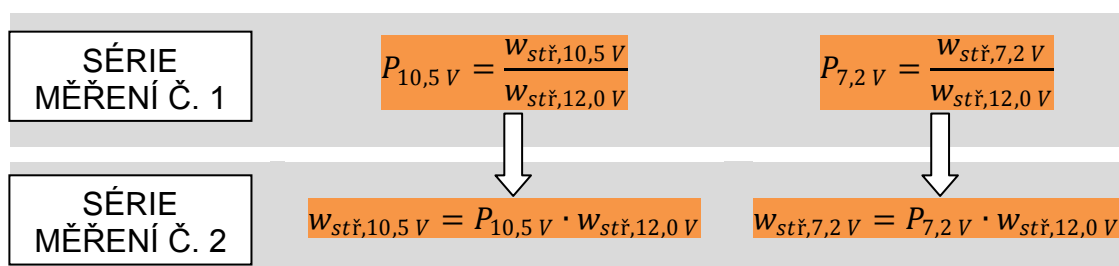 SÉRIE
MĚŘENÍ Č. 1
P_{10,5 V} = \frac{w_{stř,10,5 V}}{w_{stř,12,0 V}}
P_{7,2 V} = \frac{w_{stř,7,2 V}}{w_{stř,12,0 V}}
SÉRIE
MĚŘENÍ Č. 2
w_{stř,10,5 V} = P_{10,5 V} · w_{stř,12,0 V}
w_{stř,7,2 V} = P_{7,2 V} · w_{stř,12,0 V}